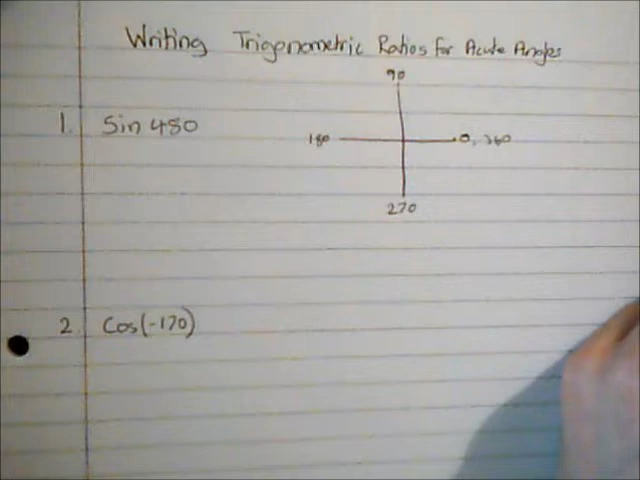 Writing Trigonometric Ratios for Acute Angles
90
1. Sin 480
180
0, 360
270
2. Cos(-170)